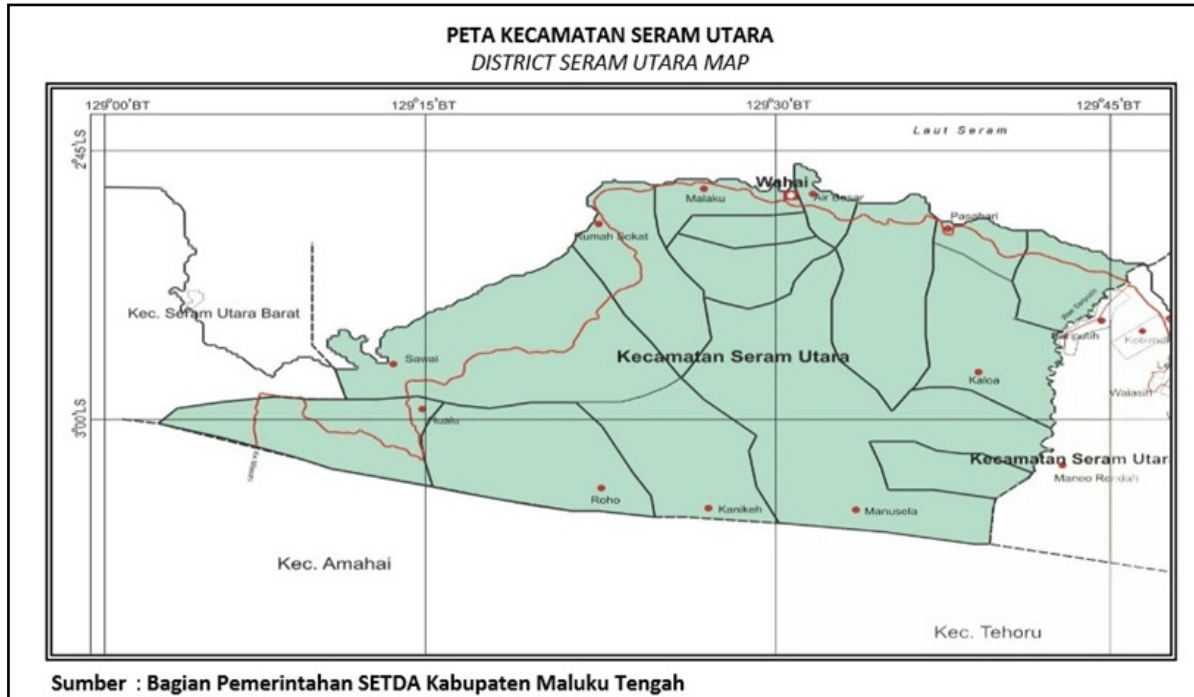 PETA KECAMATAN SERAM UTARA
DISTRICT SERAM UTARA MAP
129°00'BT 129°15'BT 129°30'BT 129°45'BT
2°45'LS
Laut Seram
Wahai
Malaku
Air Besar
Pasahari
Rumah Sokat
Kec. Seram Utara Barat
Sawai
Kecamatan Seram Utara
Kaloa
3°00'LS
Kecamatan Seram Utar
Maneo Rendah
Roho
Kanikeh
Manusela
Kec. Amahai
Kec. Tehoru
Sumber : Bagian Pemerintahan SETDA Kabupaten Maluku Tengah